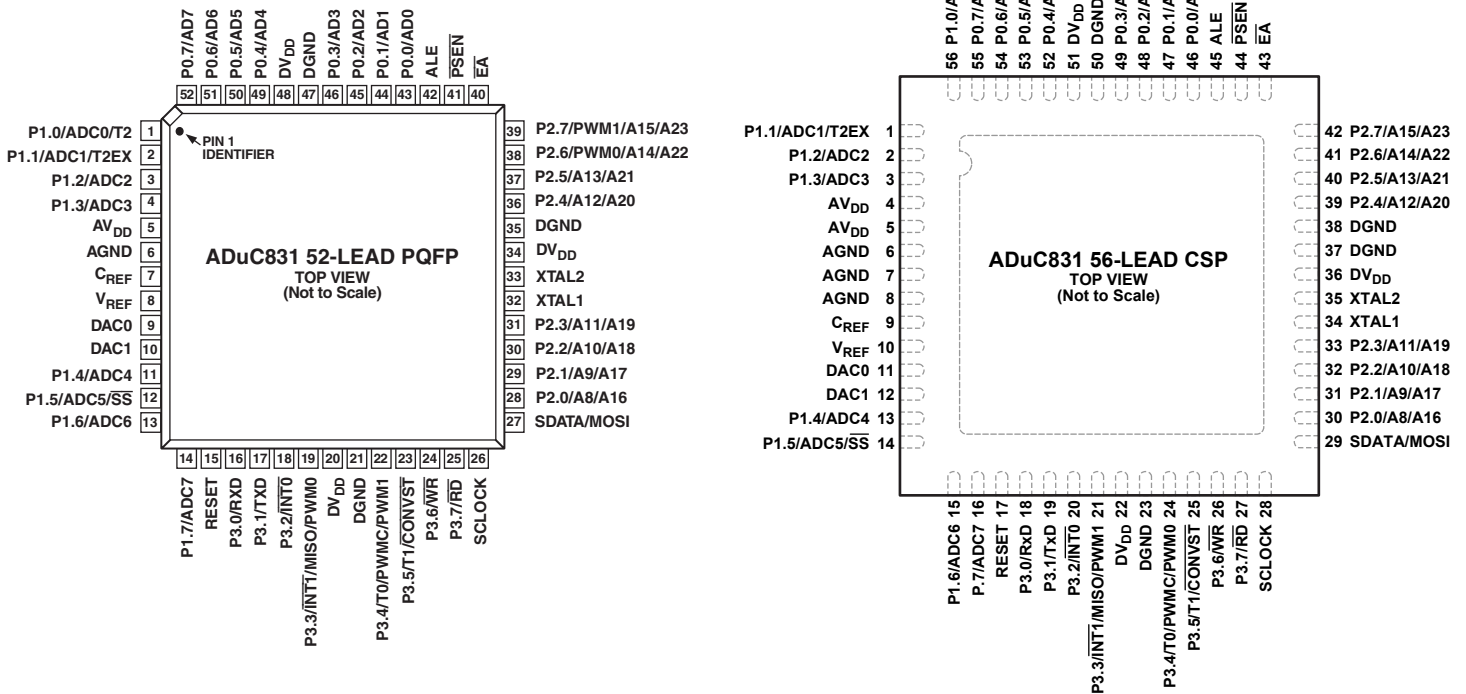 P0.7/AD7
P0.6/AD6
P0.5/AD5
P0.4/AD4
DVDD
DGND
P0.3/AD3
P0.2/AD2
P0.1/AD1
P0.0/AD0
ALE
PSEN
EA
52 51 50 49 48 47 46 45 44 43 42 41 40
P1.0/ADC0/T2 1
P1.1/ADC1/T2EX 2
P1.2/ADC2 3
P1.3/ADC3 4
AVDD 5
AGND 6
CREF 7
VREF 8
DAC0 9
DAC1 10
P1.4/ADC4 11
P1.5/ADC5/SS 12
P1.6/ADC6 13
PIN 1
IDENTIFIER
ADuC831 52-LEAD PQFP
TOP VIEW
(Not to Scale)
39 P2.7/PWM1/A15/A23
38 P2.6/PWM0/A14/A22
37 P2.5/A13/A21
36 P2.4/A12/A20
35 DGND
34 DVDD
33 XTAL2
32 XTAL1
31 P2.3/A11/A19
30 P2.2/A10/A18
29 P2.1/A9/A17
28 P2.0/A8/A16
27 SDATA/MOSI
14 15 16 17 18 19 20 21 22 23 24 25 26
P1.7/ADC7
RESET
P3.0/RXD
P3.1/TXD
P3.2/INT0
P3.3/INT1/MISO/PWM0
DVDD
DGND
P3.4/T0/PWMC/PWM1
P3.5/T1/CONVST
P3.6/WR
P3.7/RD
SCLOCK
56 P1.0/A
55 P0.7/A
54 P0.6/A
53 P0.5/A
52 P0.4/A
51 DVDD
50 DGND
49 P0.3/A
48 P0.2/A
47 P0.1/A
46 P0.0/A
45 ALE
44 PSEN
43 EA
P1.1/ADC1/T2EX 1
P1.2/ADC2 2
P1.3/ADC3 3
AVDD 4
AVDD 5
AGND 6
AGND 7
AGND 8
CREF 9
VREF 10
DAC0 11
DAC1 12
P1.4/ADC4 13
P1.5/ADC5/SS 14
ADuC831 56-LEAD CSP
TOP VIEW
(Not to Scale)
42 P2.7/A15/A23
41 P2.6/A14/A22
40 P2.5/A13/A21
39 P2.4/A12/A20
38 DGND
37 DGND
36 DVDD
35 XTAL2
34 XTAL1
33 P2.3/A11/A19
32 P2.2/A10/A18
31 P2.1/A9/A17
30 P2.0/A8/A16
29 SDATA/MOSI
P1.6/ADC6 15
P.7/ADC7 16
RESET 17
P3.0/RxD 18
P3.1/TxD 19
P3.2/INT0 20
P3.3/INT1/MISO/PWM1 21
DVDD 22
DGND 23
P3.4/T0/PWMC/PWM0 24
P3.5/T1/CONVST 25
P3.6/WR 26
P3.7/RD 27
SCLOCK 28